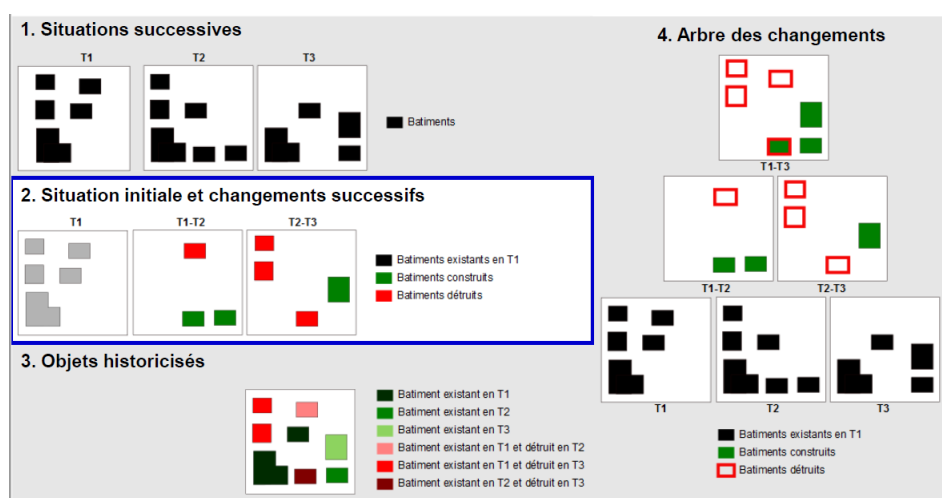 1. Situations successives
T1
T2
T3
Batiments
2. Situation initiale et changements successifs
T1
T1-T2
T2-T3
Batiments existants en T1
Batiments construits
Batiments détruits
3. Objets historicisés
Batiment existant en T1
Batiment existant en T2
Batiment existant en T3
Batiment existant en T1 et détruit en T2
Batiment existant en T1 et détruit en T3
Batiment existant en T2 et détruit en T3
4. Arbre des changements
T1-T3
T1-T2
T2-T3
T1
T2
T3
Batiments existants en T1
Batiments construits
Batiments détruits